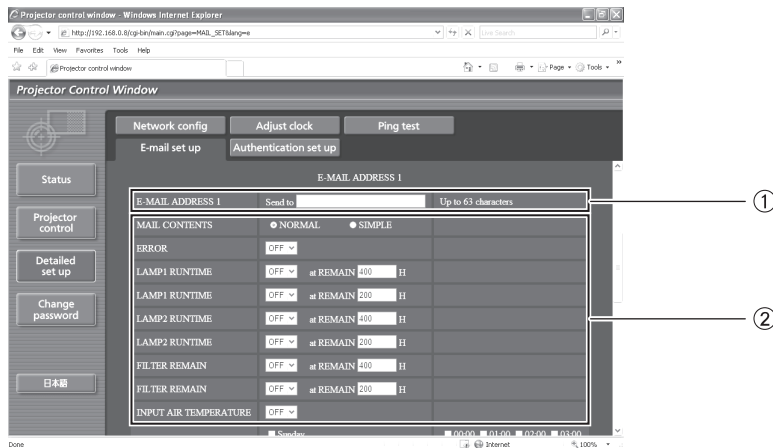 Projector control window - Windows Internet Explorer
http://192.168.0.8/cgi-bin/main.cgi?page=MAIL_SET&lang=e
Live Search
File Edit View Favorites Tools Help
Projector control window
Page Tools »
Projector Control Window
Network config Adjust clock Ping test
E-mail set up Authentication set up
Status
Projector control
Detailed set up
Change password
日本語
E-MAIL ADDRESS 1
E-MAIL ADDRESS 1 Send to Up to 63 characters
①
MAIL CONTENTS NORMAL SIMPLE
ERROR OFF
LAMP1 RUNTIME OFF at REMAIN 400 H
LAMP1 RUNTIME OFF at REMAIN 200 H
LAMP2 RUNTIME OFF at REMAIN 400 H
LAMP2 RUNTIME OFF at REMAIN 200 H
FILTER REMAIN OFF at REMAIN 400 H
FILTER REMAIN OFF at REMAIN 200 H
INPUT AIR TEMPERATURE OFF
②
Sunday 00:00 01:00 02:00 03:00
Done Internet 100%